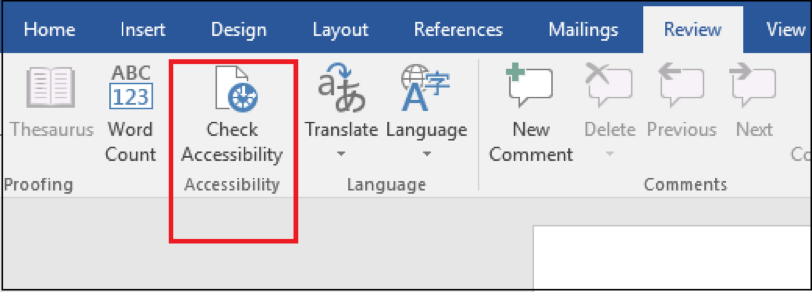 Home Insert Design Layout References Mailings Review View
ABC
123
Thesaurus Word Count
Check Accessibility
Translate Language
New Comment
Delete Previous Next
Proofing Accessibility Language Comments